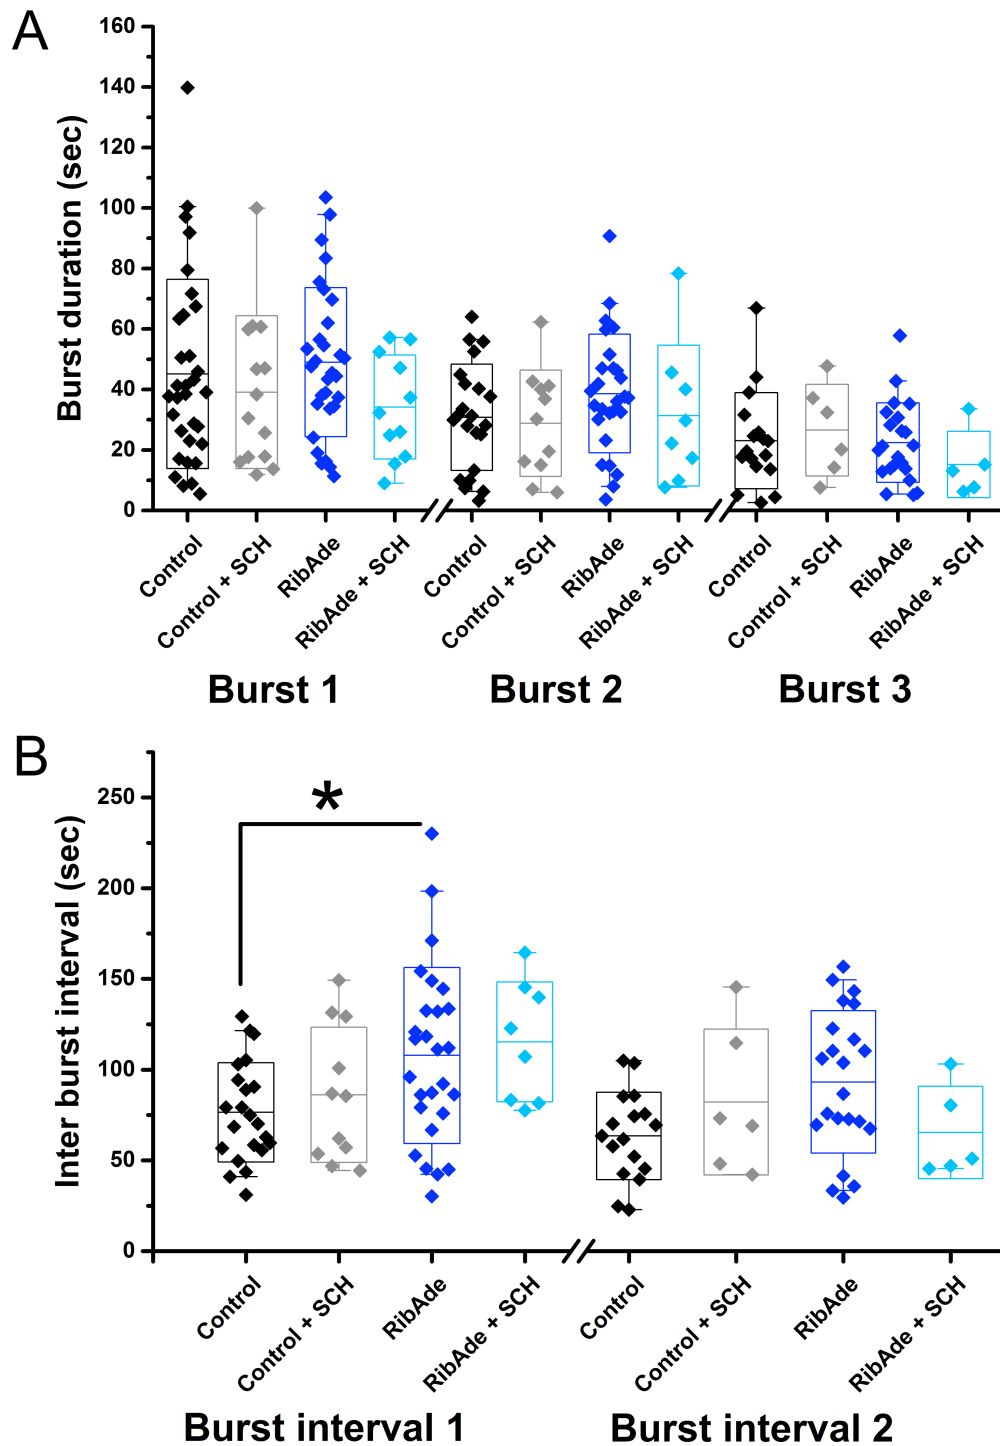 A
Burst duration (sec)
160
140
120
100
80
60
40
20
0
Control
Control + SCH
RibAde
RibAde + SCH
Control
Control + SCH
RibAde
RibAde + SCH
Control
Control + SCH
RibAde
RibAde + SCH
Burst 1
Burst 2
Burst 3
B
Inter burst interval (sec)
250
200
150
100
50
0
*
Control
Control + SCH
RibAde
RibAde + SCH
Control
Control + SCH
RibAde
RibAde + SCH
Burst interval 1
Burst interval 2